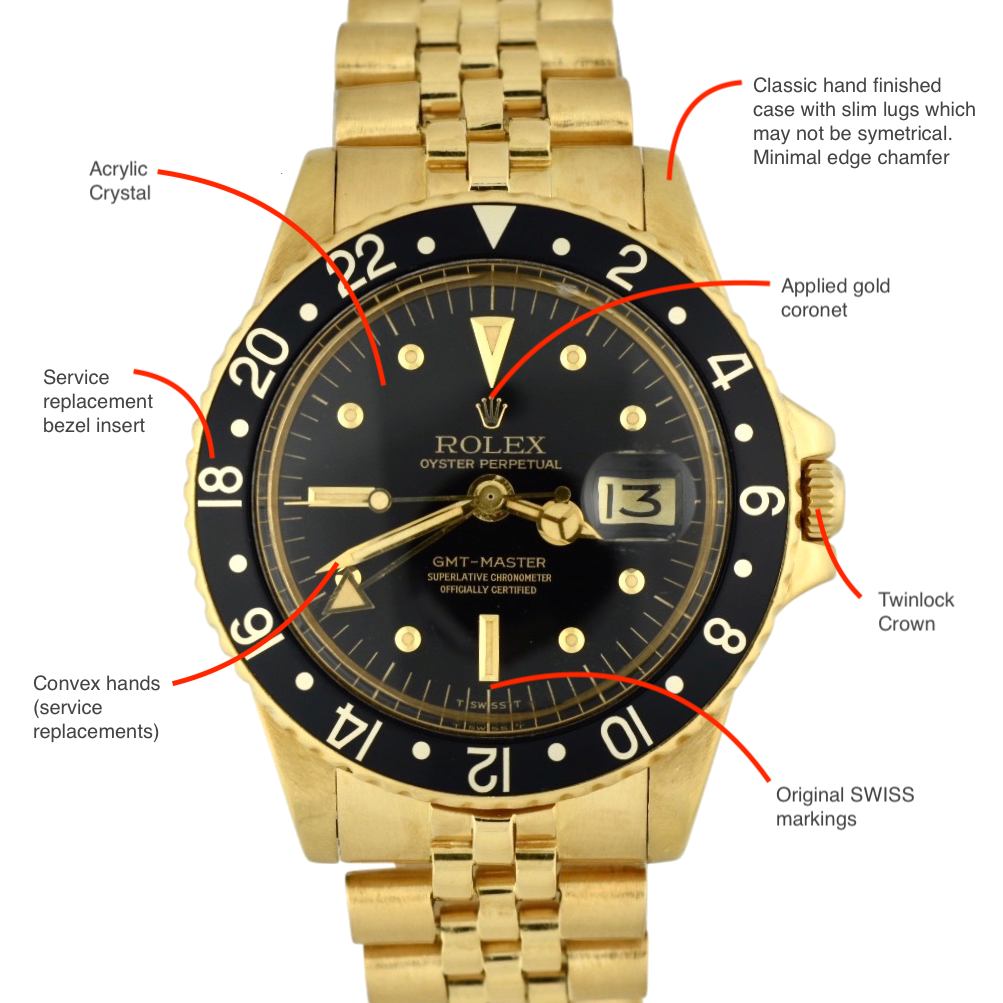 Classic hand finished
case with slim lugs which
may not be symetrical.
Minimal edge chamfer
Acrylic
Crystal
Applied gold
coronet
Service
replacement
bezel insert
Twinlock
Crown
Convex hands
(service
replacements)
Original SWISS
markings
2
4
6
8
10
12
14
16
18
20
22
ROLEX
OYSTER PERPETUAL
13
GMT-MASTER
SUPERLATIVE CHRONOMETER
OFFICIALLY CERTIFIED
T SWISS T